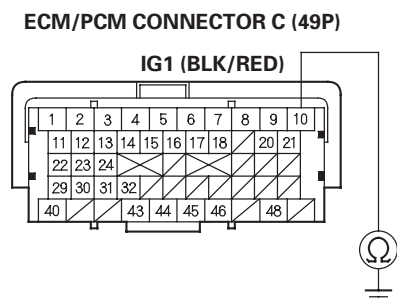 ECM/PCM CONNECTOR C (49P)
IG1 (BLK/RED)
1 2 3 4 5 6 7 8 9 10
11 12 13 14 15 16 17 18 20 21
22 23 24
29 30 31 32
40 43 44 45 46 48
Ω